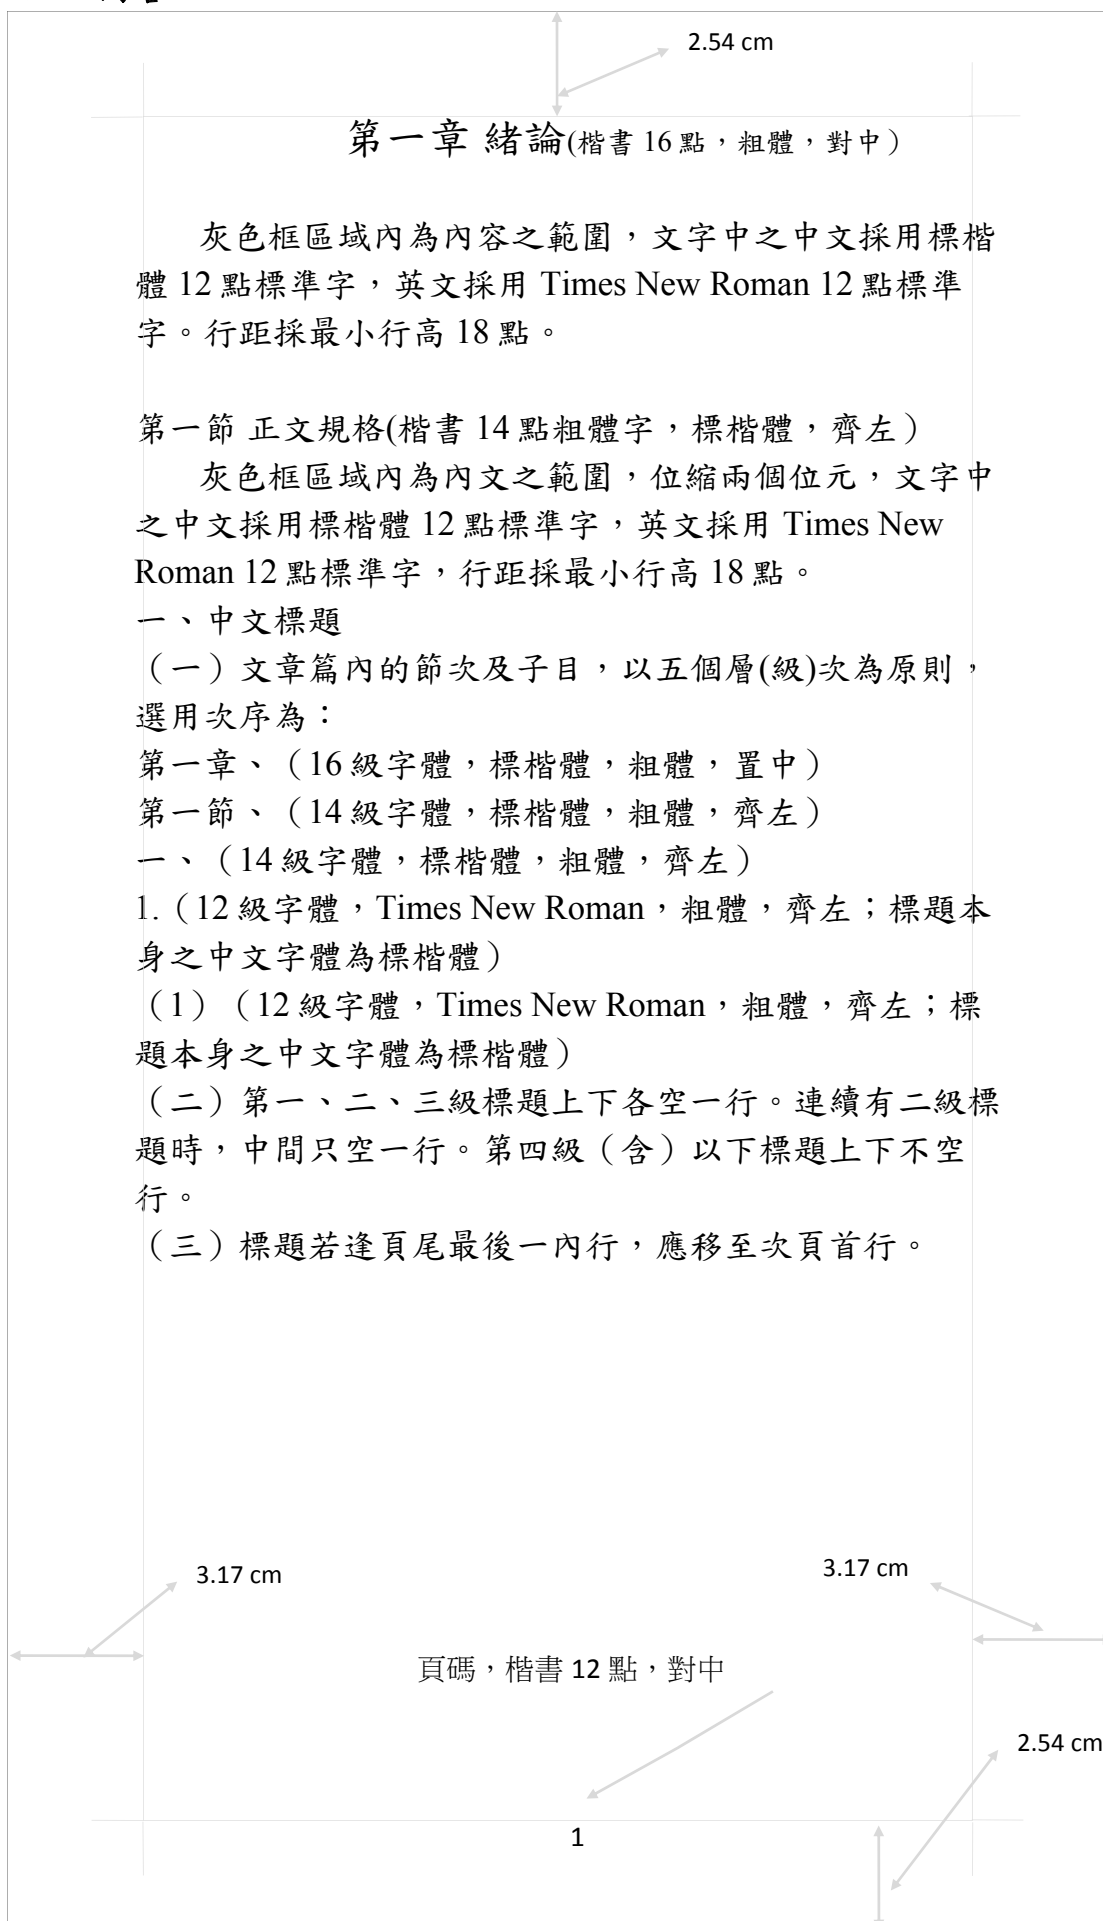 2.54 cm
第一章 緒論(楷書 16 點，粗體，對中）
灰色框區域內為內容之範圍，文字中之中文採用標楷
體 12 點標準字，英文採用 Times New Roman 12 點標準
字。行距採最小行高 18 點。
第一節 正文規格(楷書 14 點粗體字，標楷體，齊左）
灰色框區域內為內文之範圍，位縮兩個位元，文字中
之中文採用標楷體 12 點標準字，英文採用 Times New
Roman 12 點標準字，行距採最小行高 18 點。
一、中文標題
（一）文章篇內的節次及子目，以五個層(級)次為原則，
選用次序為：
第一章、（16 級字體，標楷體，粗體，置中）
第一節、（14 級字體，標楷體，粗體，齊左）
一、（14 級字體，標楷體，粗體，齊左）
1.（12 級字體，Times New Roman，粗體，齊左；標題本
身之中文字體為標楷體）
（1）（12 級字體，Times New Roman，粗體，齊左；標
題本身之中文字體為標楷體）
（二）第一、二、三級標題上下各空一行。連續有二級標
題時，中間只空一行。第四級（含）以下標題上下不空
行。
（三）標題若逢頁尾最後一內行，應移至次頁首行。
3.17 cm
3.17 cm
頁碼，楷書 12 點，對中
2.54 cm
1